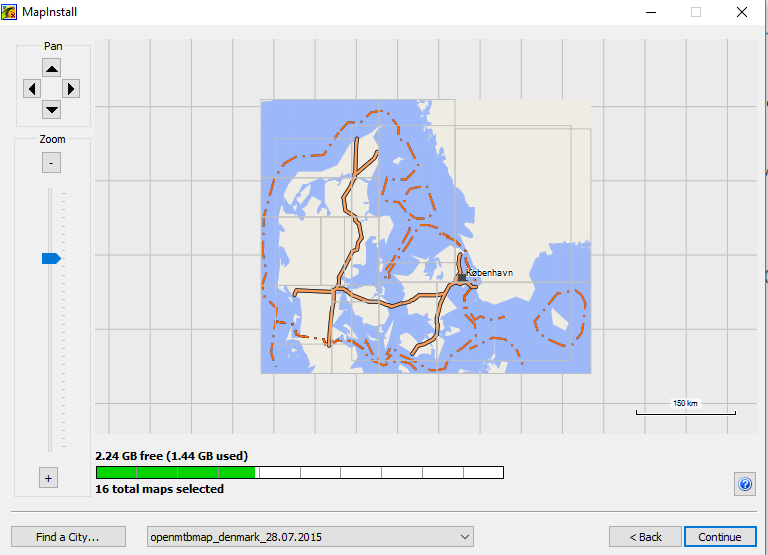 MapInstall
Pan
Zoom
-
København
150 km
+
2.24 GB free (1.44 GB used)
16 total maps selected
?
Find a City...
openmtbmap_denmark_28.07.2015
< Back
Continue